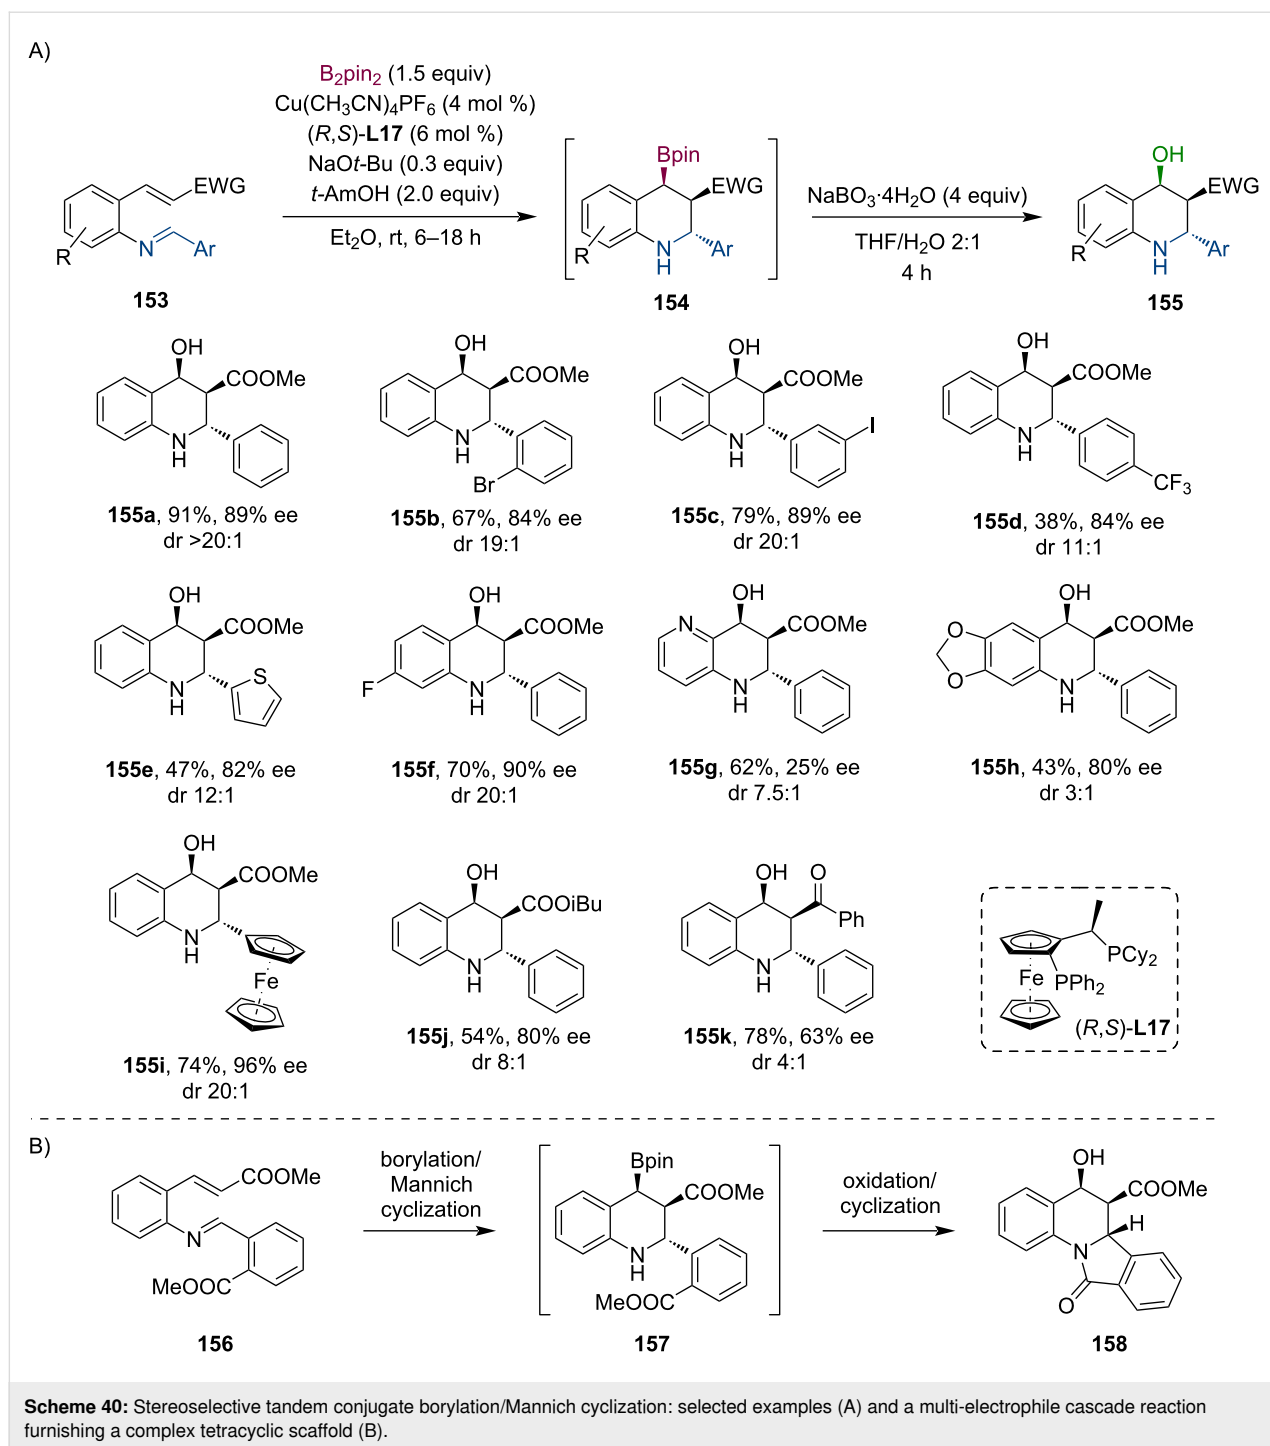 A)
B₂pin₂ (1.5 equiv)
Cu(CH₃CN)₄PF₆ (4 mol %)
(R,S)-L17 (6 mol %)
NaOt-Bu (0.3 equiv)
t-AmOH (2.0 equiv)
Et₂O, rt, 6–18 h
EWG
N
Ar
R
153
Bpin
EWG
R
N
H
Ar
154
NaBO₃·4H₂O (4 equiv)
THF/H₂O 2:1
4 h
OH
EWG
R
N
H
Ar
155
OH
COOMe
N
H
155a, 91%, 89% ee
dr >20:1
OH
COOMe
N
H
Br
155b, 67%, 84% ee
dr 19:1
OH
COOMe
N
H
I
155c, 79%, 89% ee
dr 20:1
OH
COOMe
N
H
CF₃
155d, 38%, 84% ee
dr 11:1
OH
COOMe
S
N
H
155e, 47%, 82% ee
dr 12:1
OH
COOMe
F
N
H
155f, 70%, 90% ee
dr 20:1
OH
N
COOMe
N
H
155g, 62%, 25% ee
dr 7.5:1
OH
O
COOMe
O
N
H
155h, 43%, 80% ee
dr 3:1
OH
COOMe
N
H
Fe
155i, 74%, 96% ee
dr 20:1
OH
COOiBu
N
H
155j, 54%, 80% ee
dr 8:1
OH
O
Ph
N
H
155k, 78%, 63% ee
dr 4:1
PCy₂
Fe
PPh₂
(R,S)-L17
B)
COOMe
N
MeOOC
156
borylation/
Mannich
cyclization
Bpin
COOMe
N
H
MeOOC
157
oxidation/
cyclization
OH
COOMe
H
N
O
158
Scheme 40: Stereoselective tandem conjugate borylation/Mannich cyclization: selected examples (A) and a multi-electrophile cascade reaction
furnishing a complex tetracyclic scaffold (B).